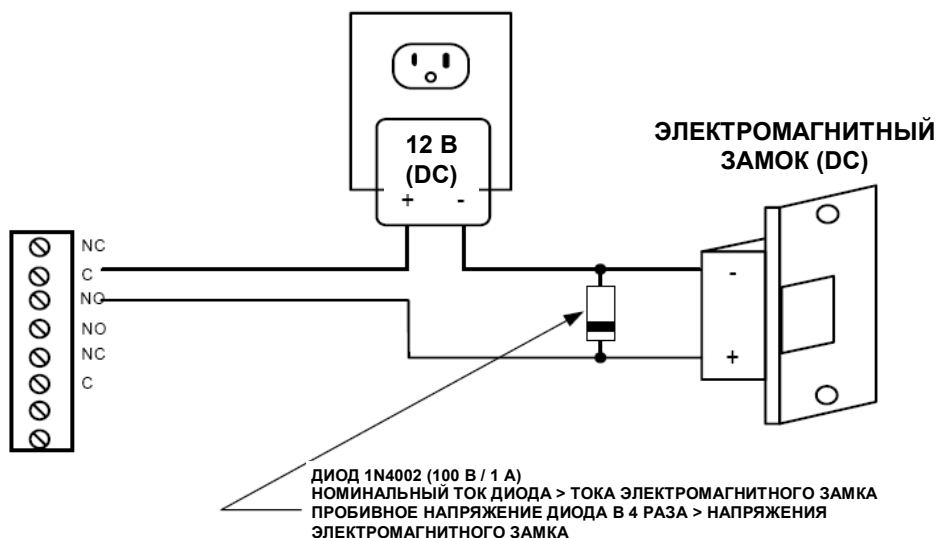 12 В
(DC)
+ -
ЭЛЕКТРОМАГНИТНЫЙ
ЗАМОК (DC)
NC
C
NO
NO
NC
C
-
+
ДИОД 1N4002 (100 В / 1 А)
НОМИНАЛЬНЫЙ ТОК ДИОДА > ТОКА ЭЛЕКТРОМАГНИТНОГО ЗАМКА
ПРОБИВНОЕ НАПРЯЖЕНИЕ ДИОДА В 4 РАЗА > НАПРЯЖЕНИЯ
ЭЛЕКТРОМАГНИТНОГО ЗАМКА